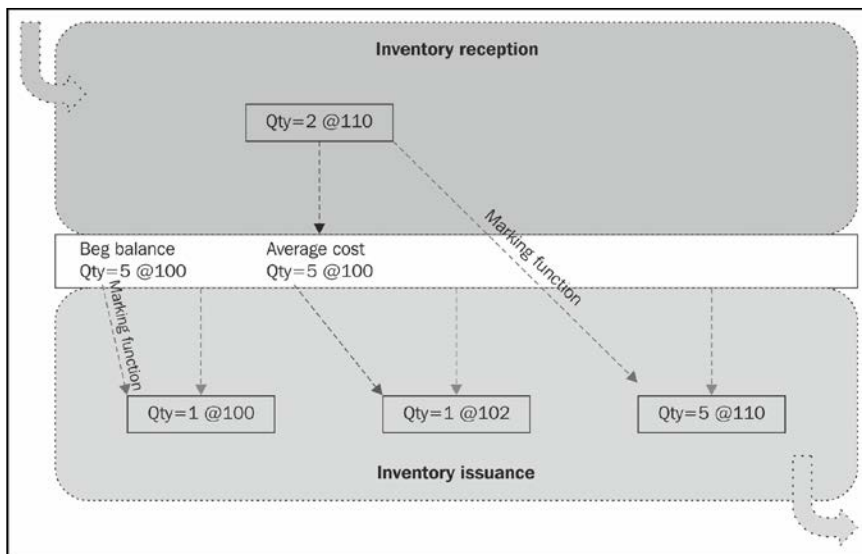 Inventory reception
Qty=2 @110
Marking function
Beg balance
Qty=5 @100
Average cost
Qty=5 @100
Marking function
Qty=1 @100
Qty=1 @102
Qty=5 @110
Inventory issuance